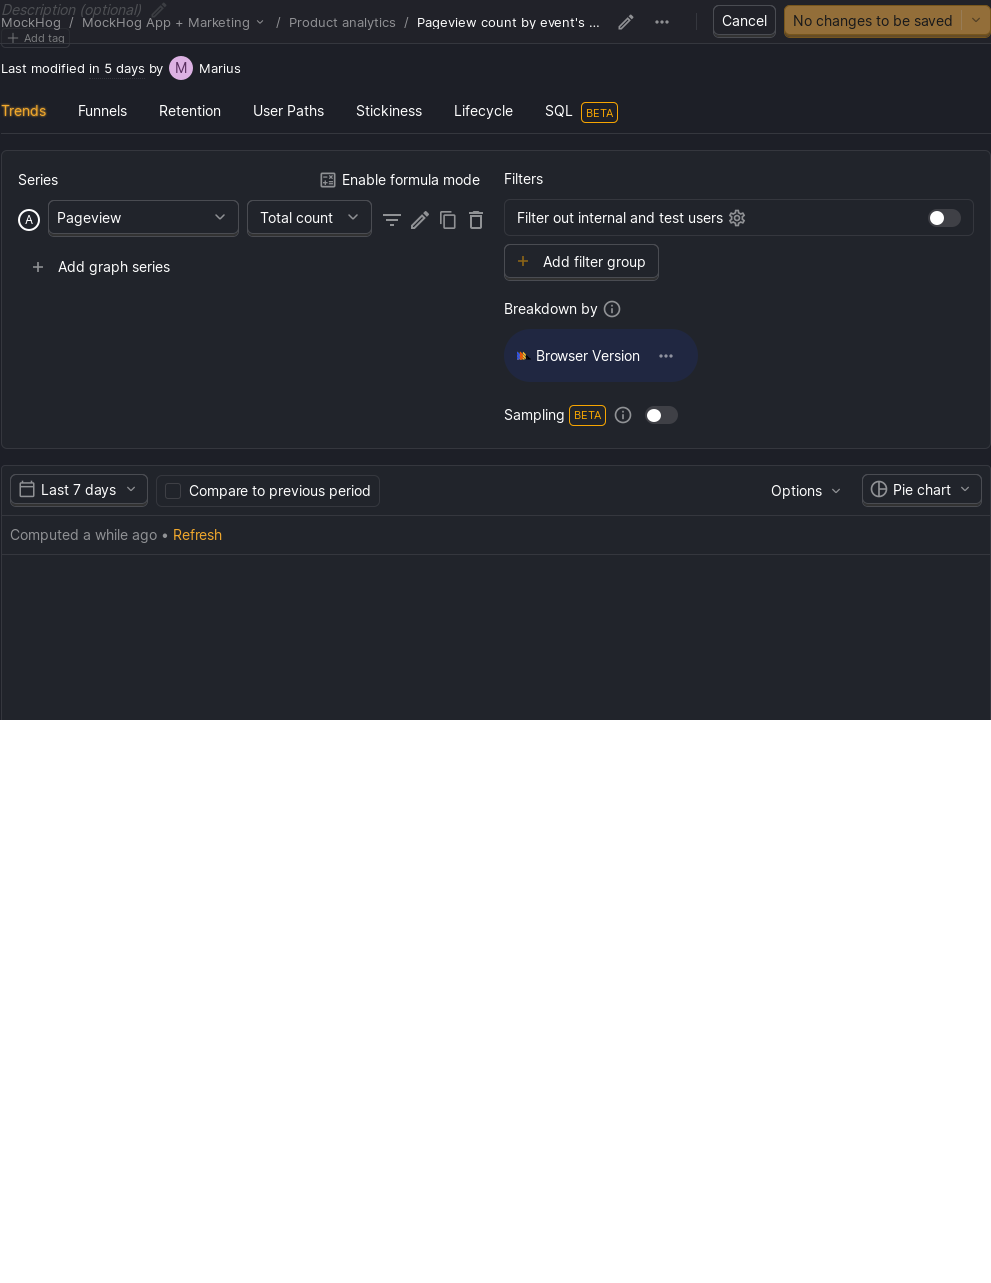 Description (optional)
MockHog / MockHog App + Marketing / Product analytics / Pageview count by event's ...
Cancel
No changes to be saved
Add tag
Last modified in 5 days by M Marius
Trends Funnels Retention User Paths Stickiness Lifecycle SQL BETA
Series
Enable formula mode
A Pageview Total count
Add graph series
Filters
Filter out internal and test users
Add filter group
Breakdown by
Browser Version
Sampling BETA
Last 7 days Compare to previous period Options Pie chart
Computed a while ago • Refresh